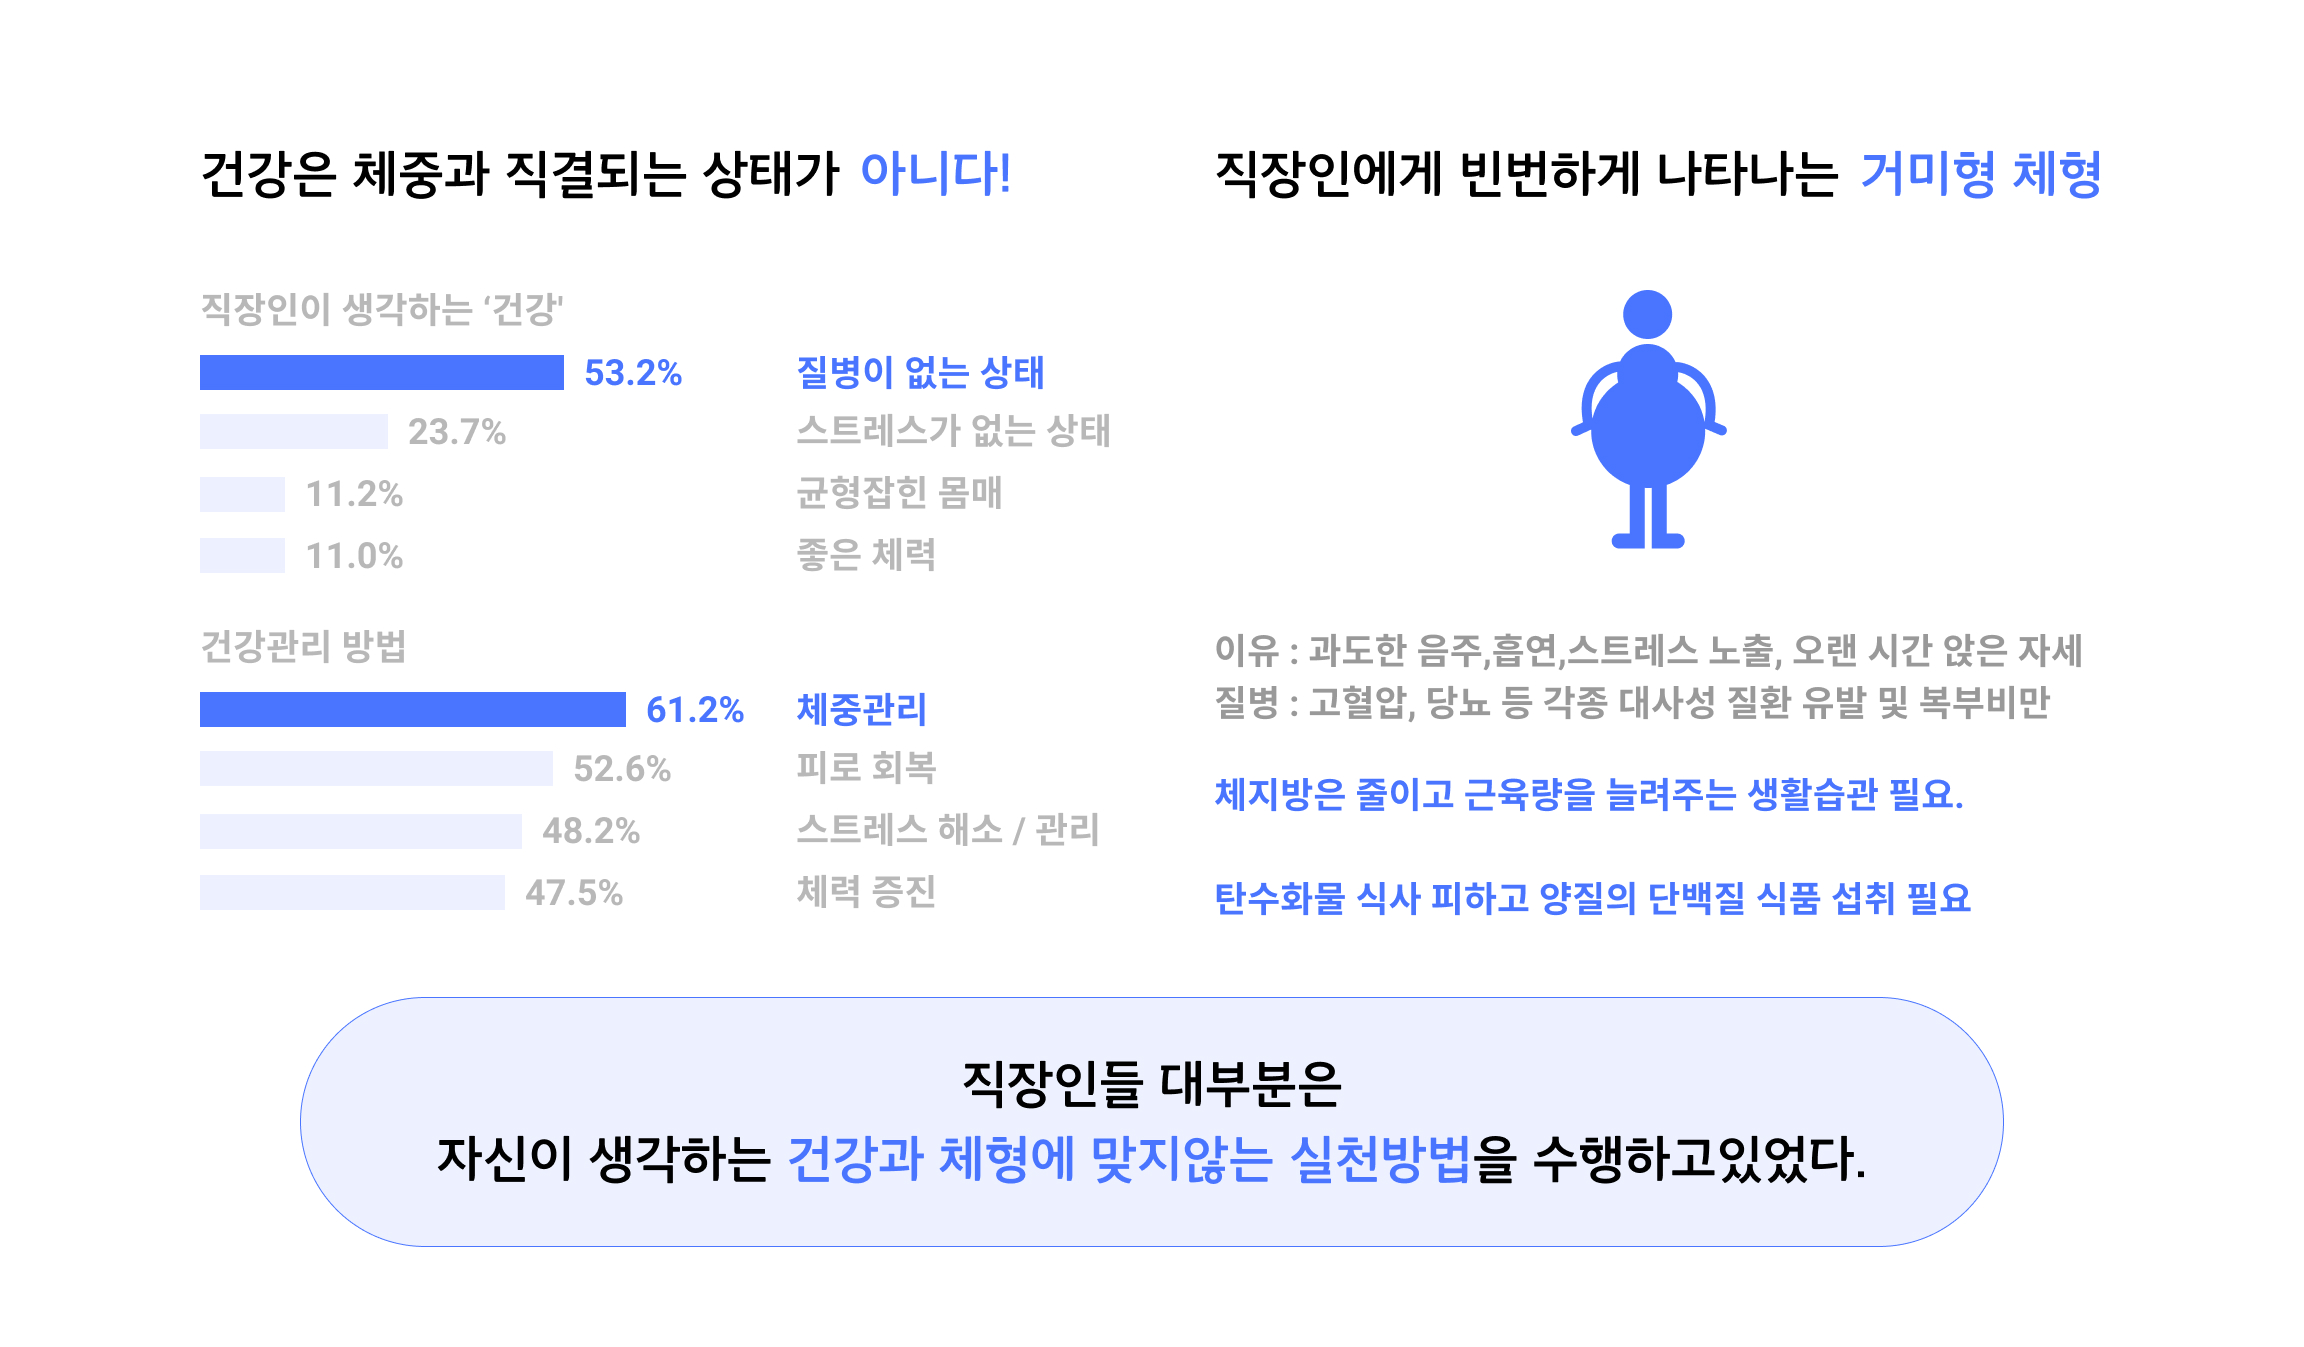 건강은 체중과 직결되는 상태가 아니다!
직장인이 생각하는 ‘건강'
53.2% 질병이 없는 상태
23.7% 스트레스가 없는 상태
11.2% 균형잡힌 몸매
11.0% 좋은 체력
건강관리 방법
61.2% 체중관리
52.6% 피로 회복
48.2% 스트레스 해소 / 관리
47.5% 체력 증진
직장인에게 빈번하게 나타나는 거미형 체형
이유 : 과도한 음주,흡연,스트레스 노출, 오랜 시간 앉은 자세
질병 : 고혈압, 당뇨 등 각종 대사성 질환 유발 및 복부비만
체지방은 줄이고 근육량을 늘려주는 생활습관 필요.
탄수화물 식사 피하고 양질의 단백질 식품 섭취 필요
직장인들 대부분은
자신이 생각하는 건강과 체형에 맞지않는 실천방법을 수행하고있었다.